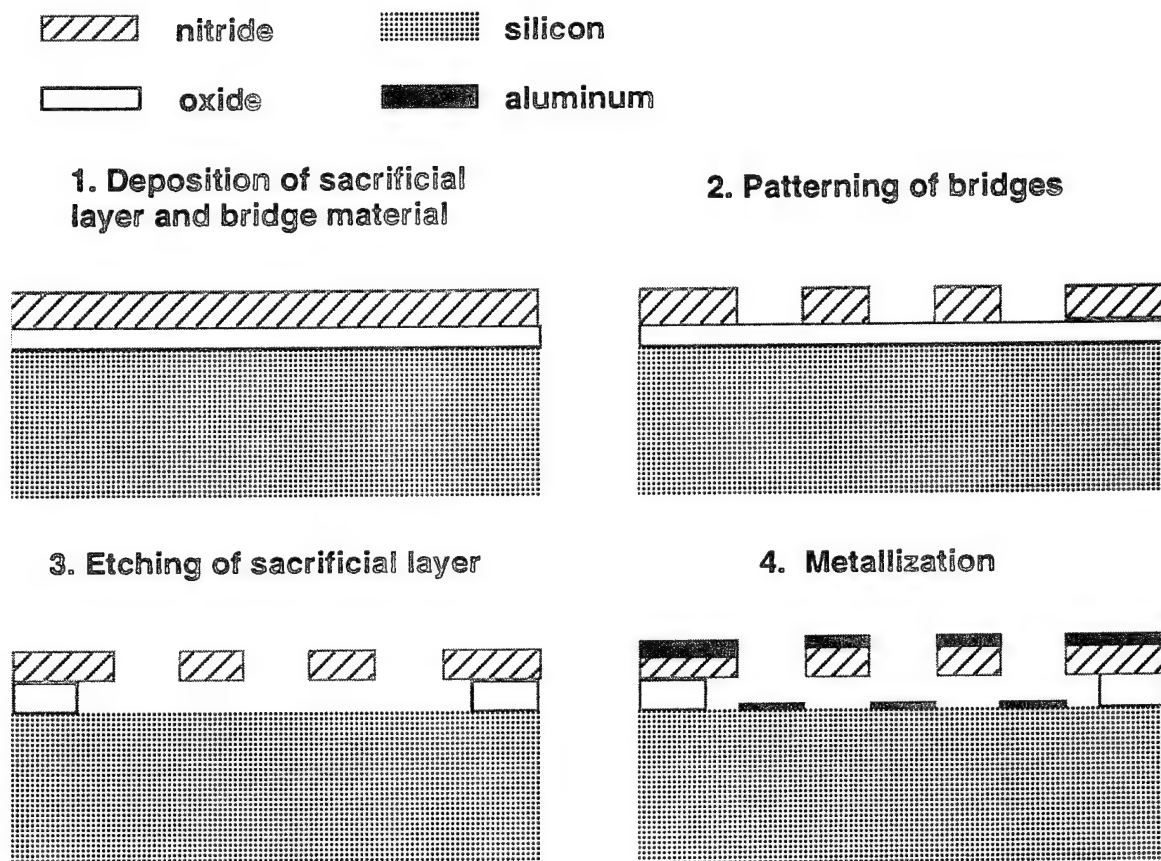 nitride
silicon
oxide
aluminum
1. Deposition of sacrificial
layer and bridge material
2. Patterning of bridges
3. Etching of sacrificial layer
4. Metallization